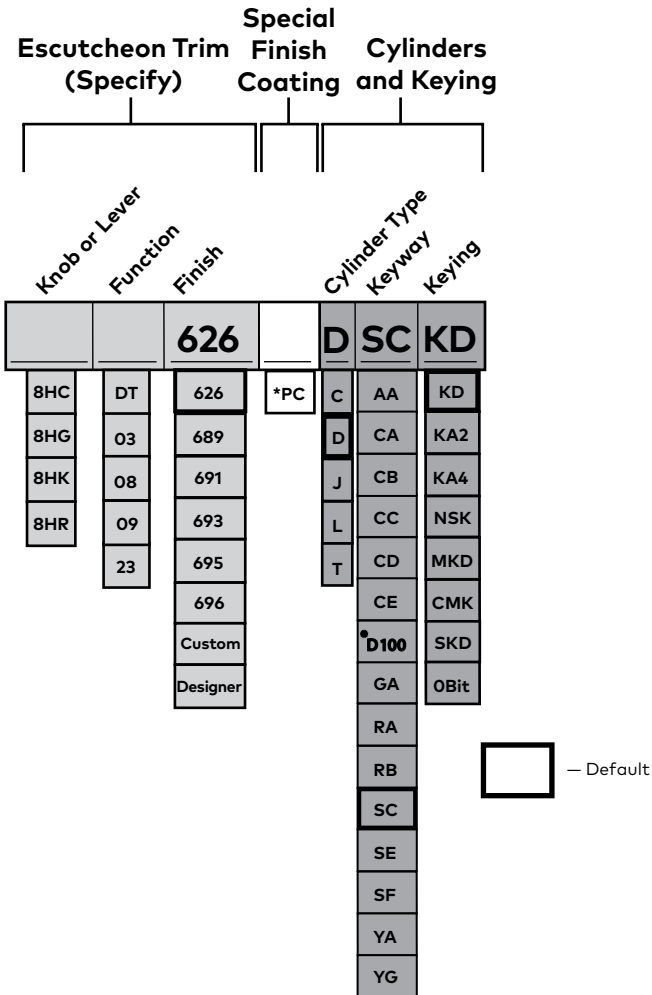 Escutcheon Trim
(Specify)
Special
Finish
Coating
Cylinders
and Keying
Knob or Lever
Function
Finish
Cylinder Type
Keyway
Keying
626 D SC KD
8HC DT 626 *PC C AA KD
8HG 03 689 D CA KA2
8HK 08 691 J CB KA4
8HR 09 693 L CC NSK
23 695 T CD MKD
696 CE CMK
Custom •D100 SKD
Designer GA 0Bit
RA
RB
— Default
SC
SE
SF
YA
YG